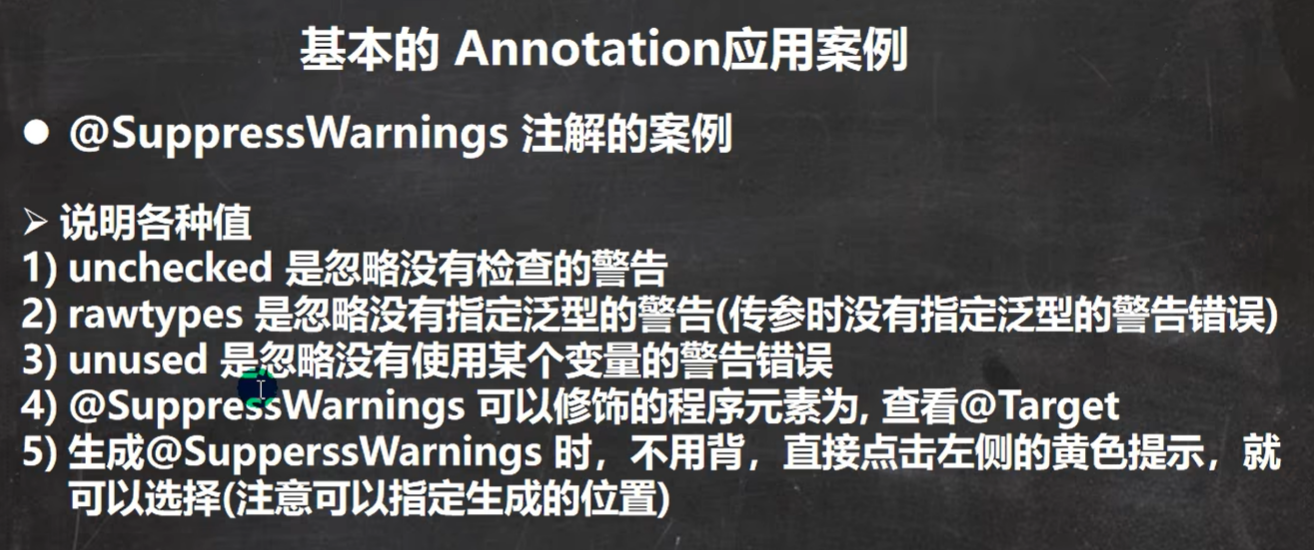 基本的 Annotation应用案例
● @SuppressWarnings 注解的案例
➢ 说明各种值
1) unchecked 是忽略没有检查的警告
2) rawtypes 是忽略没有指定泛型的警告(传参时没有指定泛型的警告错误)
3) unused 是忽略没有使用某个变量的警告错误
4) @SuppressWarnings 可以修饰的程序元素为, 查看@Target
5) 生成@SupperssWarnings 时，不用背，直接点击左侧的黄色提示，就
可以选择(注意可以指定生成的位置)